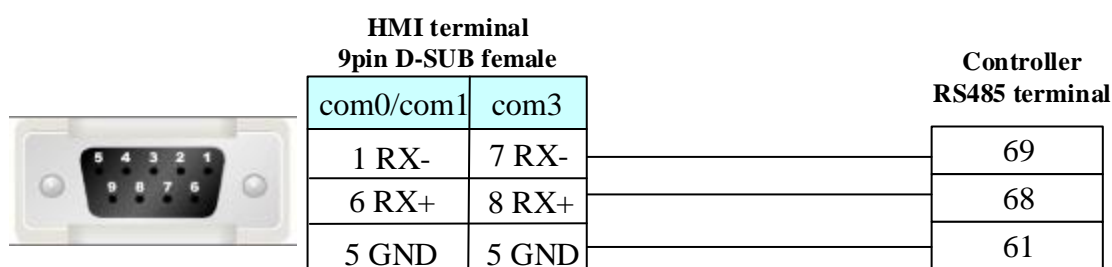 HMI terminal
9pin D-SUB female
Controller
RS485 terminal
com0/com1 com3
1 RX- 7 RX- 69
6 RX+ 8 RX+ 68
5 GND 5 GND 61
5 4 3 2 1
9 8 7 6